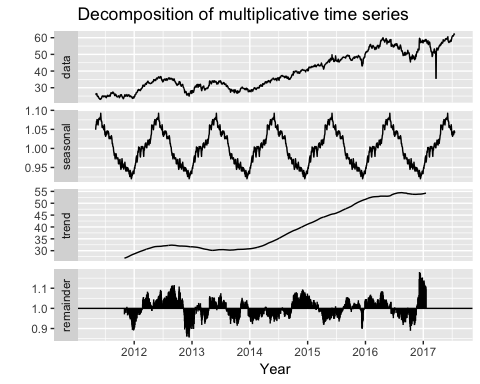 Decomposition of multiplicative time series
data
60
50
40
30
seasonal
1.10
1.05
1.00
0.95
trend
55
50
45
40
35
30
remainder
1.1
1.0
0.9
2012 2013 2014 2015 2016 2017
Year